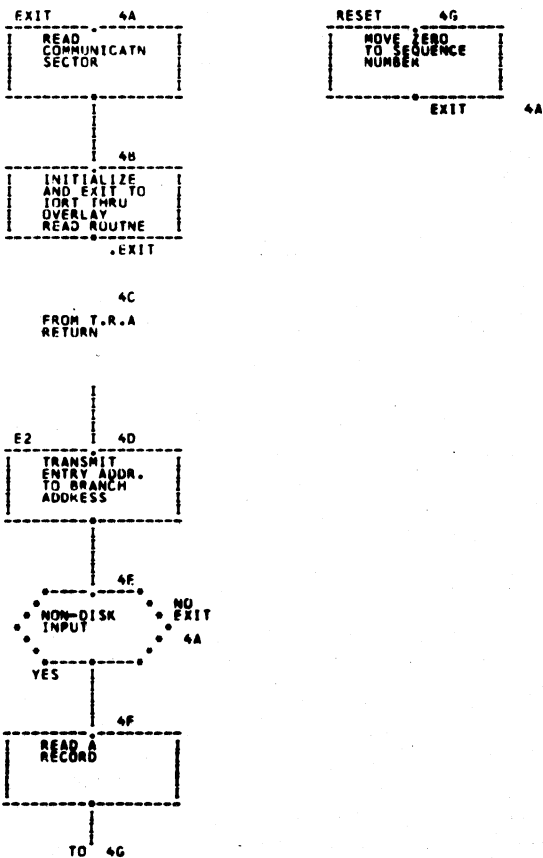 EXIT 4A
READ
COMMUNICATN
SECTOR
4B
INITIALIZE
AND EXIT TO
IORT THRU
OVERLAY
READ ROUTNE
.EXIT
4C
FROM T.R.A
RETURN
E2 4D
TRANSMIT
ENTRY ADDR.
TO BRANCH
ADDRESS
4E
NON-DISK
INPUT
NO
EXIT
4A
YES
4F
READ A
RECORD
TO 4G
RESET 4G
MOVE ZERO
TO SEQUENCE
NUMBER
EXIT 4A